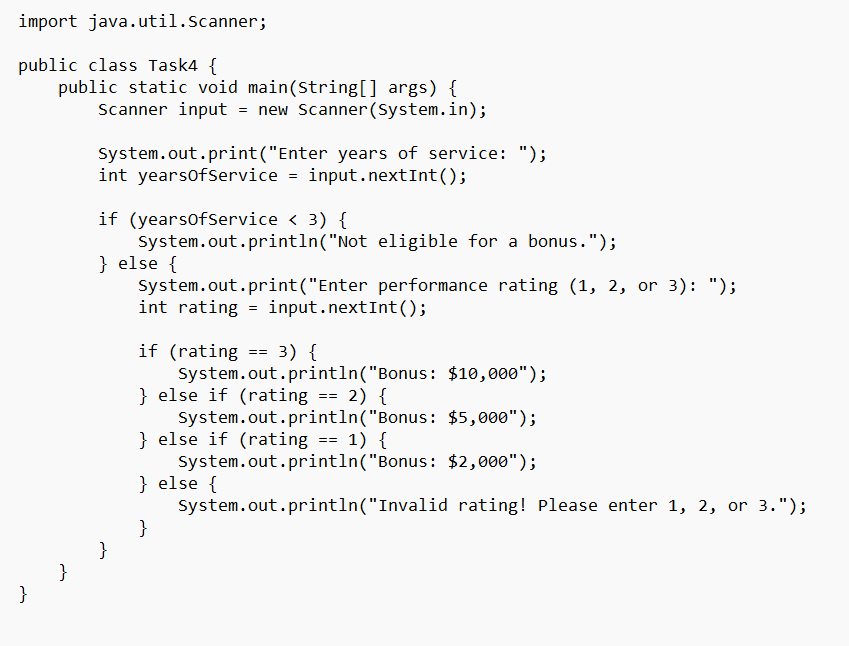 import java.util.Scanner;

public class Task4 {
    public static void main(String[] args) {
        Scanner input = new Scanner(System.in);

        System.out.print("Enter years of service: ");
        int yearsOfService = input.nextInt();

        if (yearsOfService < 3) {
            System.out.println("Not eligible for a bonus.");
        } else {
            System.out.print("Enter performance rating (1, 2, or 3): ");
            int rating = input.nextInt();

            if (rating == 3) {
                System.out.println("Bonus: $10,000");
            } else if (rating == 2) {
                System.out.println("Bonus: $5,000");
            } else if (rating == 1) {
                System.out.println("Bonus: $2,000");
            } else {
                System.out.println("Invalid rating! Please enter 1, 2, or 3.");
            }
        }
    }
}